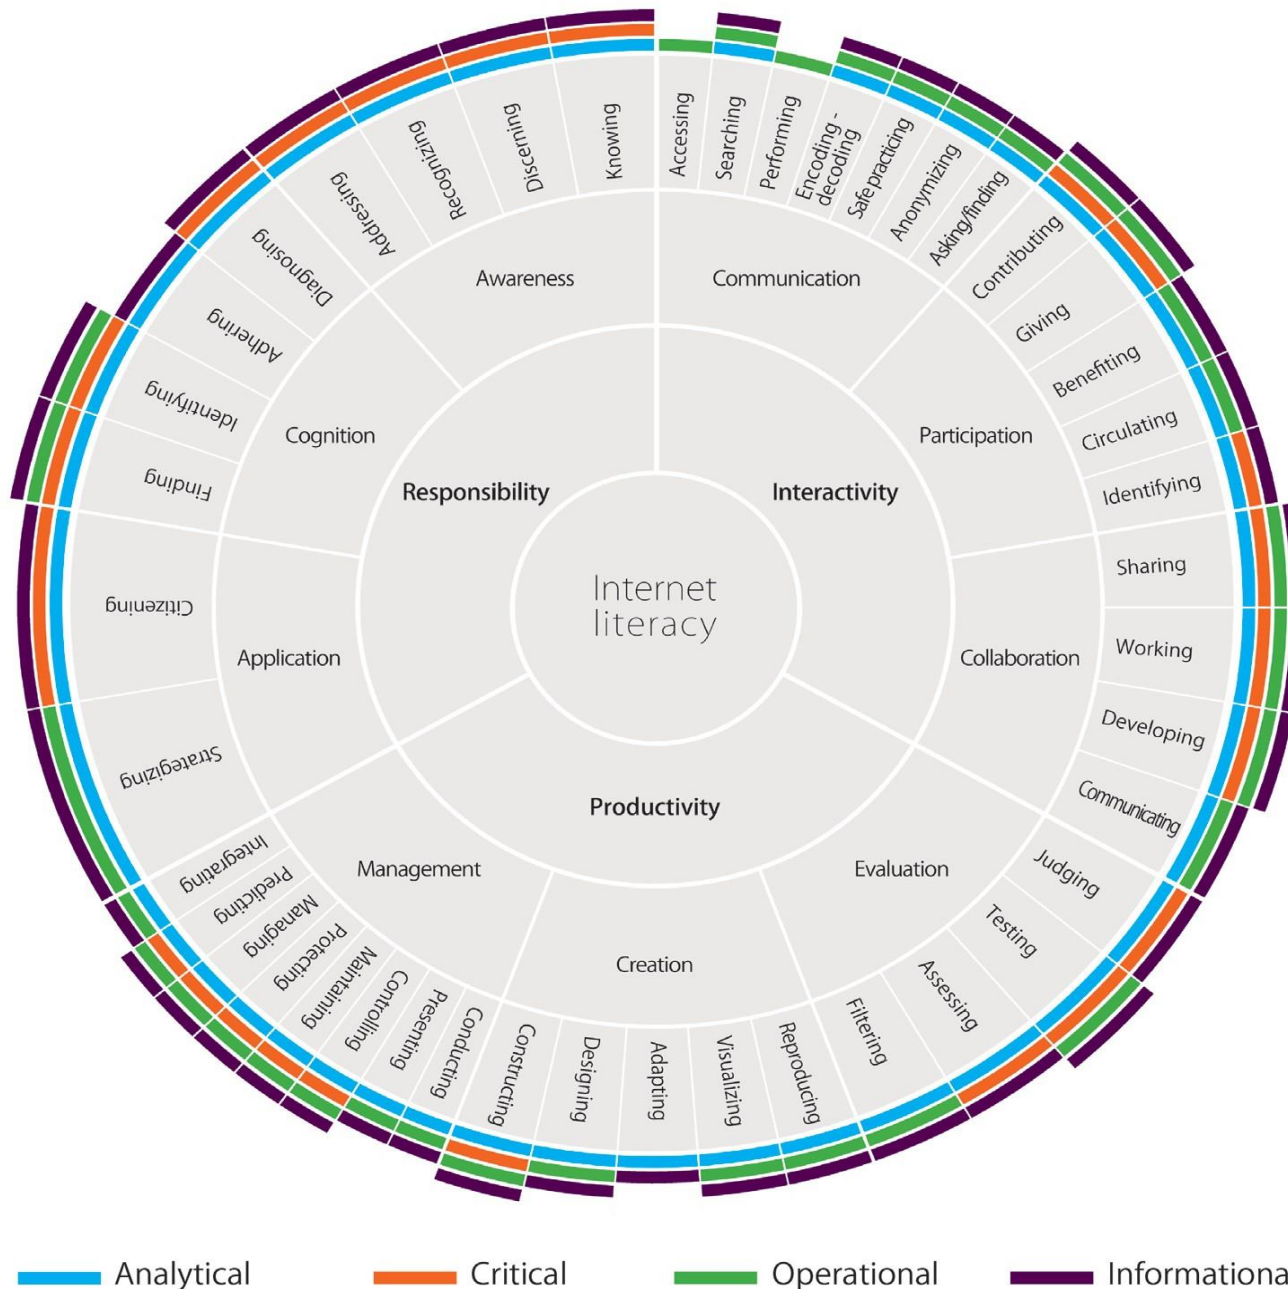 Internet
literacy
Interactivity
Communication
Accessing
Searching
Performing
Encoding -
decoding
Safe practicing
Anonymizing
Asking/finding
Participation
Contributing
Giving
Benefiting
Circulating
Identifying
Collaboration
Sharing
Working
Developing
Communicating
Productivity
Evaluation
Judging
Testing
Assessing
Filtering
Creation
Reproducing
Visualizing
Adapting
Designing
Constructing
Management
Conducting
Presenting
Controlling
Maintaining
Protecting
Managing
Predicting
Integrating
Responsibility
Application
Strategizing
Citizening
Cognition
Finding
Identifying
Adhering
Diagnosing
Awareness
Addressing
Recognizing
Discerning
Knowing
Analytical
Critical
Operational
Informationa